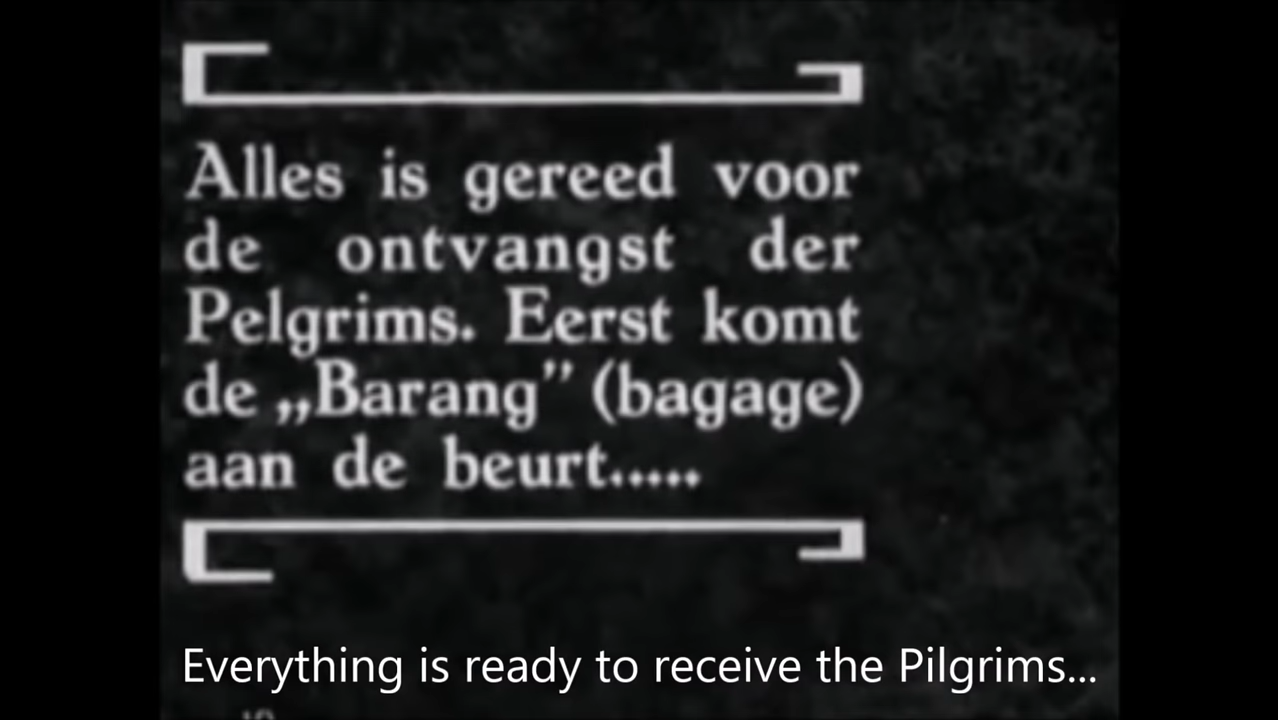 Alles is gereed voor
de ontvangst der
Pelgrims. Eerst komt
de „Barang” (bagage)
aan de beurt.....
Everything is ready to receive the Pilgrims...